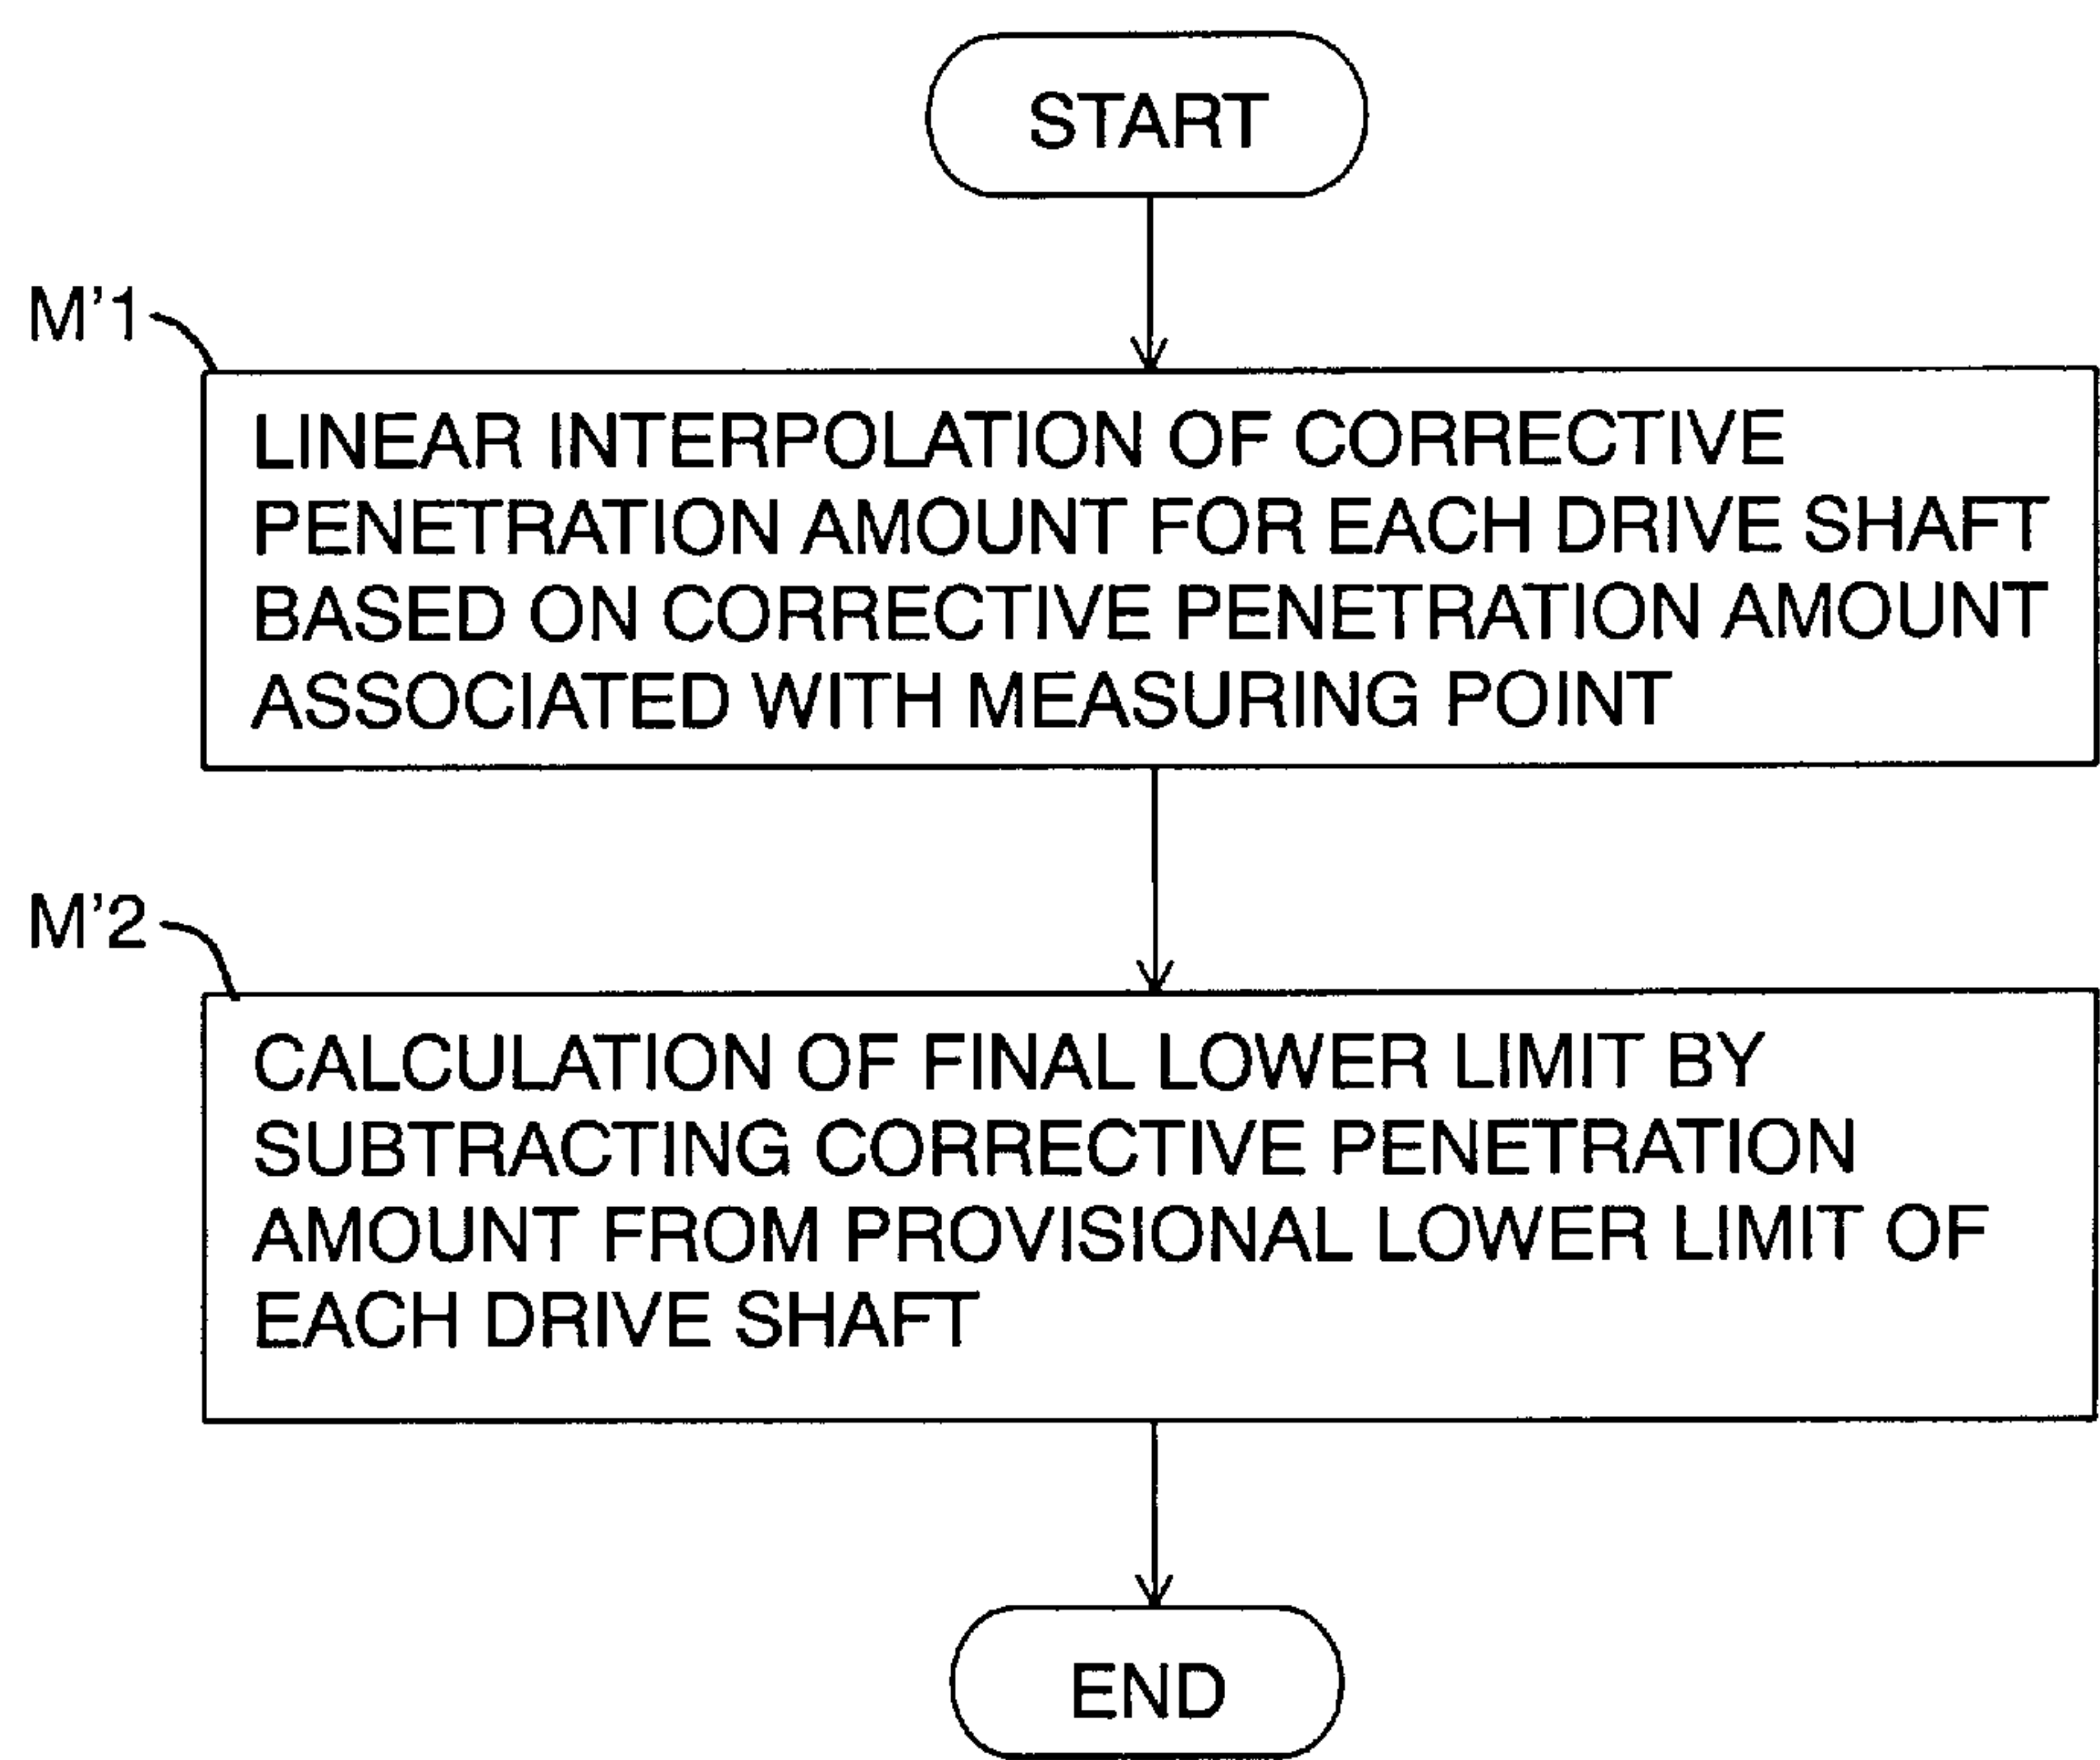 START
M'1
LINEAR INTERPOLATION OF CORRECTIVE
PENETRATION AMOUNT FOR EACH DRIVE SHAFT
BASED ON CORRECTIVE PENETRATION AMOUNT
ASSOCIATED WITH MEASURING POINT
M'2
CALCULATION OF FINAL LOWER LIMIT BY
SUBTRACTING CORRECTIVE PENETRATION
AMOUNT FROM PROVISIONAL LOWER LIMIT OF
EACH DRIVE SHAFT
END